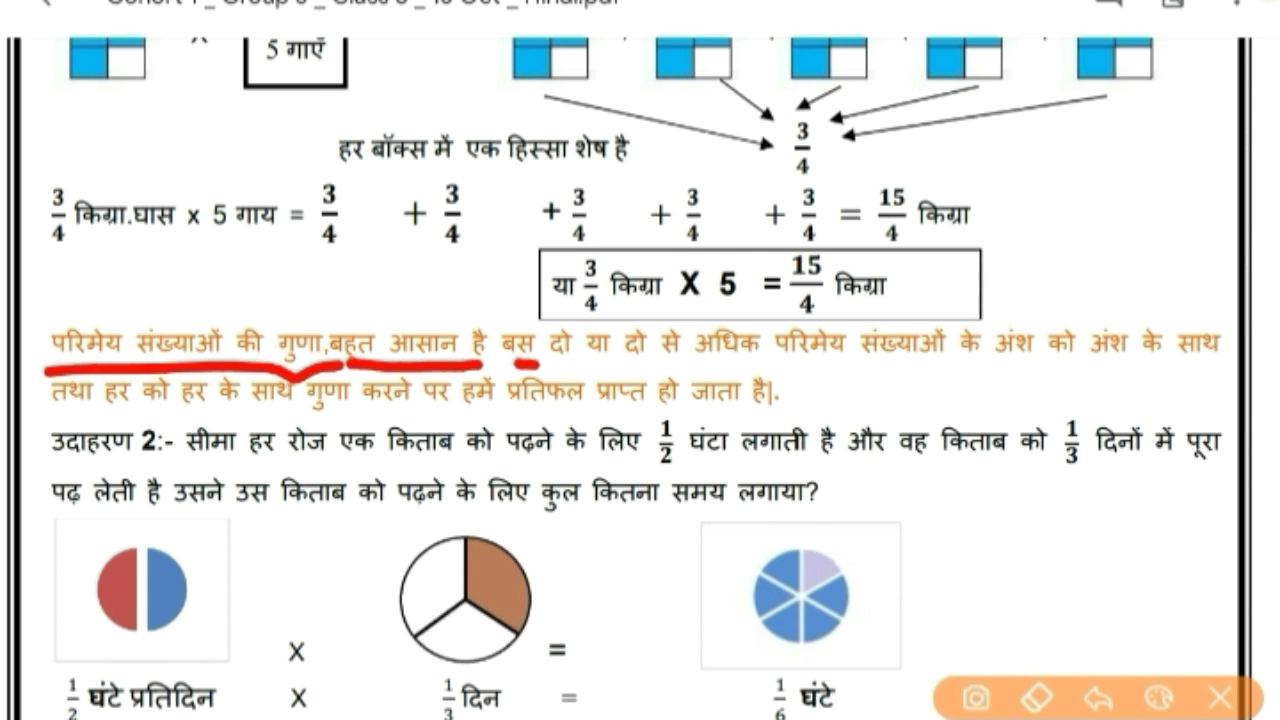 5 गाएँ
3/4
हर बॉक्स में एक हिस्सा शेष है
3/4 किग्रा.घास x 5 गाय = 3/4 + 3/4 + 3/4 + 3/4 + 3/4 = 15/4 किग्रा
या 3/4 किग्रा X 5 = 15/4 किग्रा
परिमेय संख्याओं की गुणा,बहुत आसान है बस दो या दो से अधिक परिमेय संख्याओं के अंश को अंश के साथ
तथा हर को हर के साथ गुणा करने पर हमें प्रतिफल प्राप्त हो जाता है|.
उदाहरण 2:- सीमा हर रोज एक किताब को पढ़ने के लिए 1/2 घंटा लगाती है और वह किताब को 1/3 दिनों में पूरा
पढ़ लेती है उसने उस किताब को पढ़ने के लिए कुल कितना समय लगाया?
X =
1/2 घंटे प्रतिदिन X 1/3 दिन = 1/6 घंटे